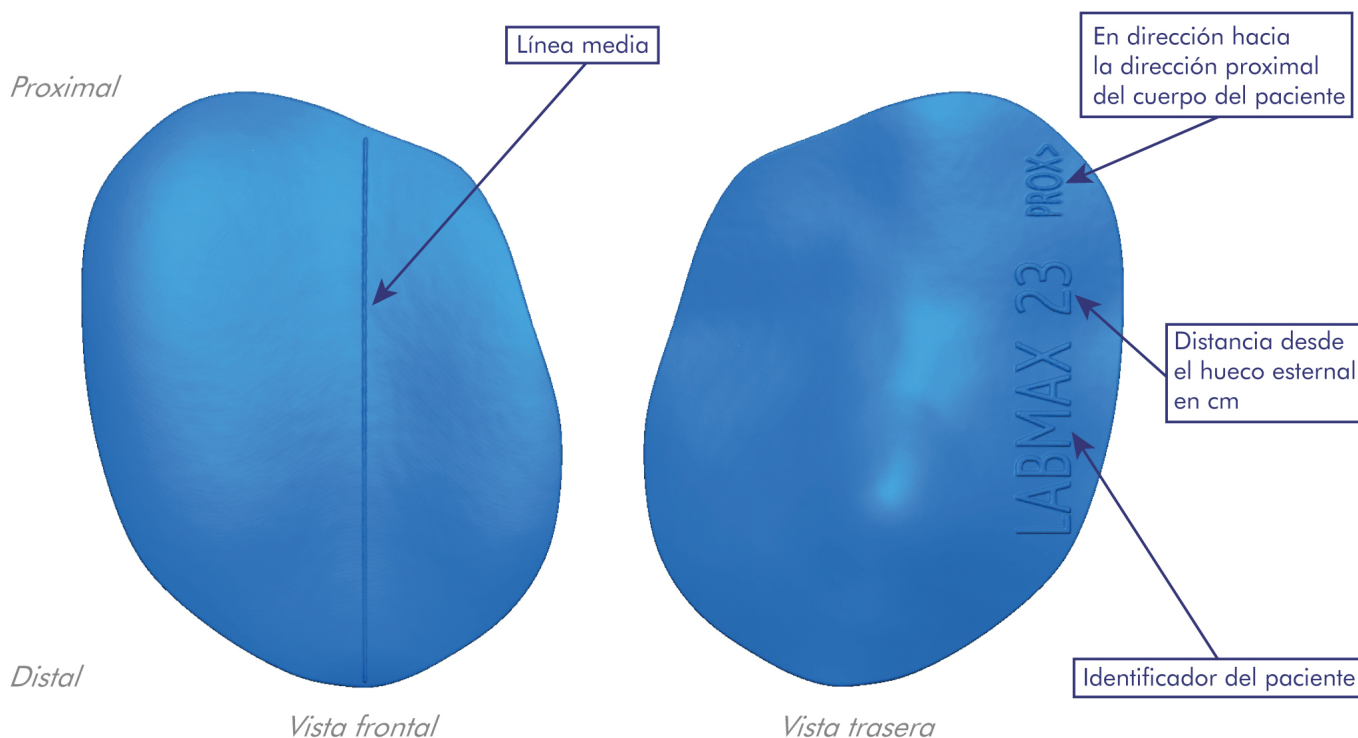 Línea media
En dirección hacia
la dirección proximal
del cuerpo del paciente
Proximal
PROX>
LABMAX 23
Distancia desde
el hueco esternal
en cm
Identificador del paciente
Distal
Vista frontal
Vista trasera